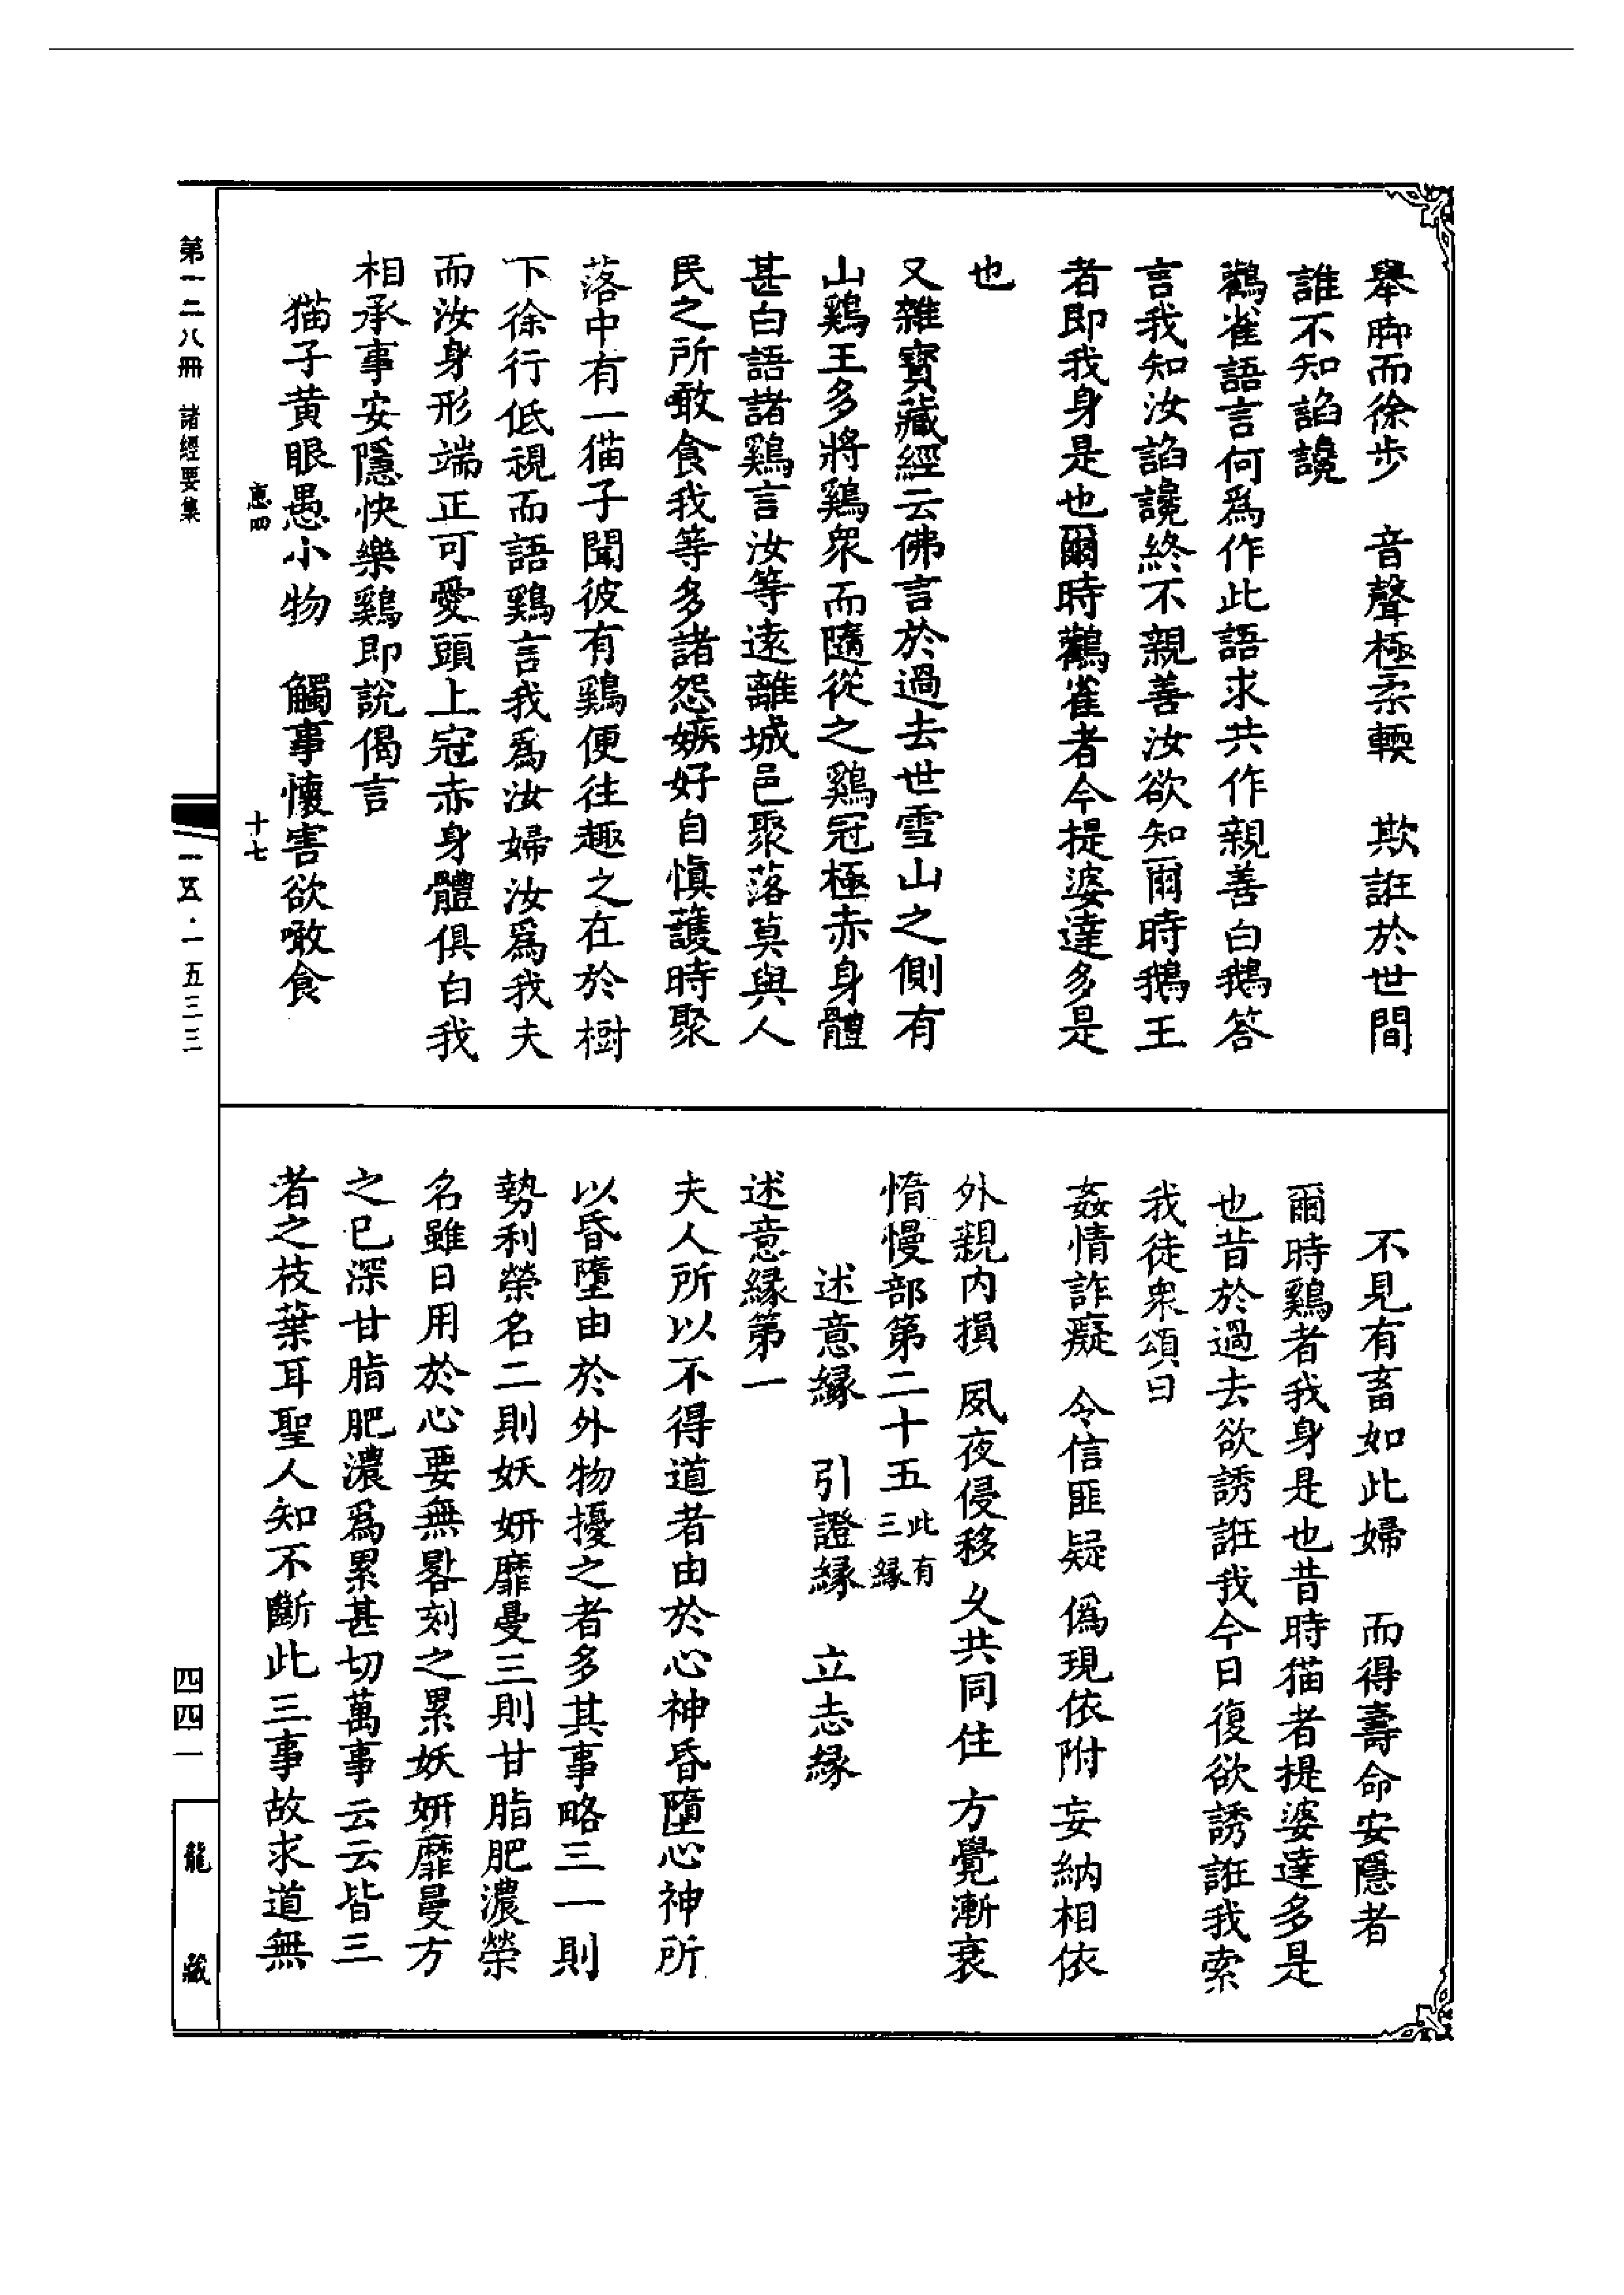 舉脚而徐步　音聲極柔輭　欺誑於世間
誰不知諂讒
鸛雀語言何爲作此語求共作親善白鵝答
言我知汝諂讒終不親善汝欲知爾時鵝王
者即我身是也爾時鸛雀者今提婆達多是
也
又雜寶藏經云佛言於過去世雪山之側有
山鷄王多將鷄衆而隨從之鷄冠極赤身體
甚白語諸鷄言汝等遠離城邑聚落莫與人
民之所噉食我等多諸怨嫉好自慎護時聚
落中有一猫子聞彼有鷄便往趣之在於樹
下徐行低視而語鷄言我爲汝婦汝爲我夫
而汝身形端正可愛頭上冠赤身體俱白我
相承事安隱快樂鷄即說偈言
猫子黄眼愚小物　觸事懷害欲噉食
不見有畜如此婦　而得壽命安隱者
爾時鷄者我身是也昔時猫者提婆達多是
也昔於過去欲誘誑我今日復欲誘誑我索
我徒衆頌曰
姦情詐癡　令信匪疑　僞現依附　妄納相依
外親内損　夙夜侵移　乆共同住　方覺漸衰
惰慢部第二十五此有三縁
述意縁　引證縁　立志縁
述意縁第一
夫人所以不得道者由於心神昏墮心神所
以昏墮由於外物擾之者多其事略三一則
勢利榮名二則妖妍靡曼三則甘脂肥濃榮
名雖日用於心要無晷刻之累妖妍靡曼方
之已深甘脂肥濃爲累甚切萬事云云皆三
者之枝葉耳聖人知不斷此三事故求道無
第一二八冊　諸經要集
惠四
十七
一五·一五三三
四四一
龍藏